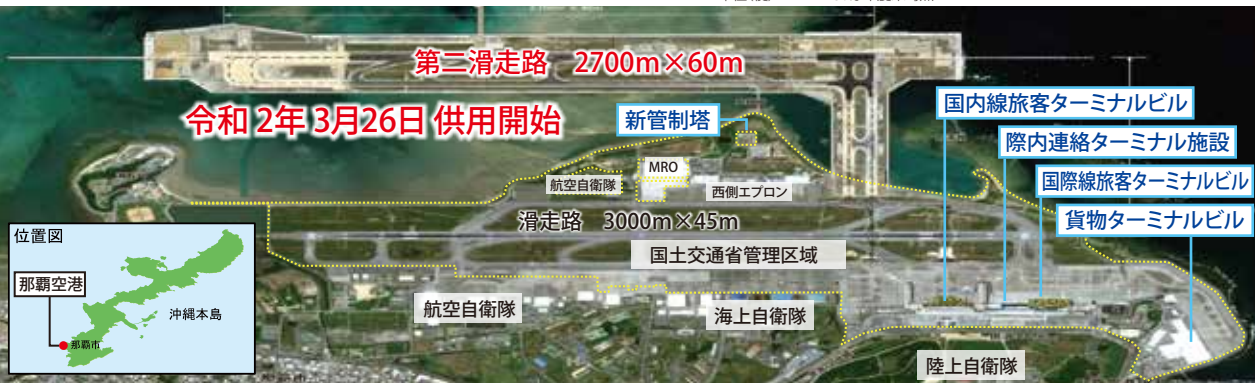 第二滑走路 2700m×60m
令和2年3月26日 供用開始
新管制塔
国内線旅客ターミナルビル
際内連絡ターミナル施設
国際線旅客ターミナルビル
貨物ターミナルビル
MRO
航空自衛隊
西側エプロン
滑走路 3000m×45m
国土交通省管理区域
航空自衛隊
海上自衛隊
陸上自衛隊
位置図
那覇空港
沖縄本島
那覇市